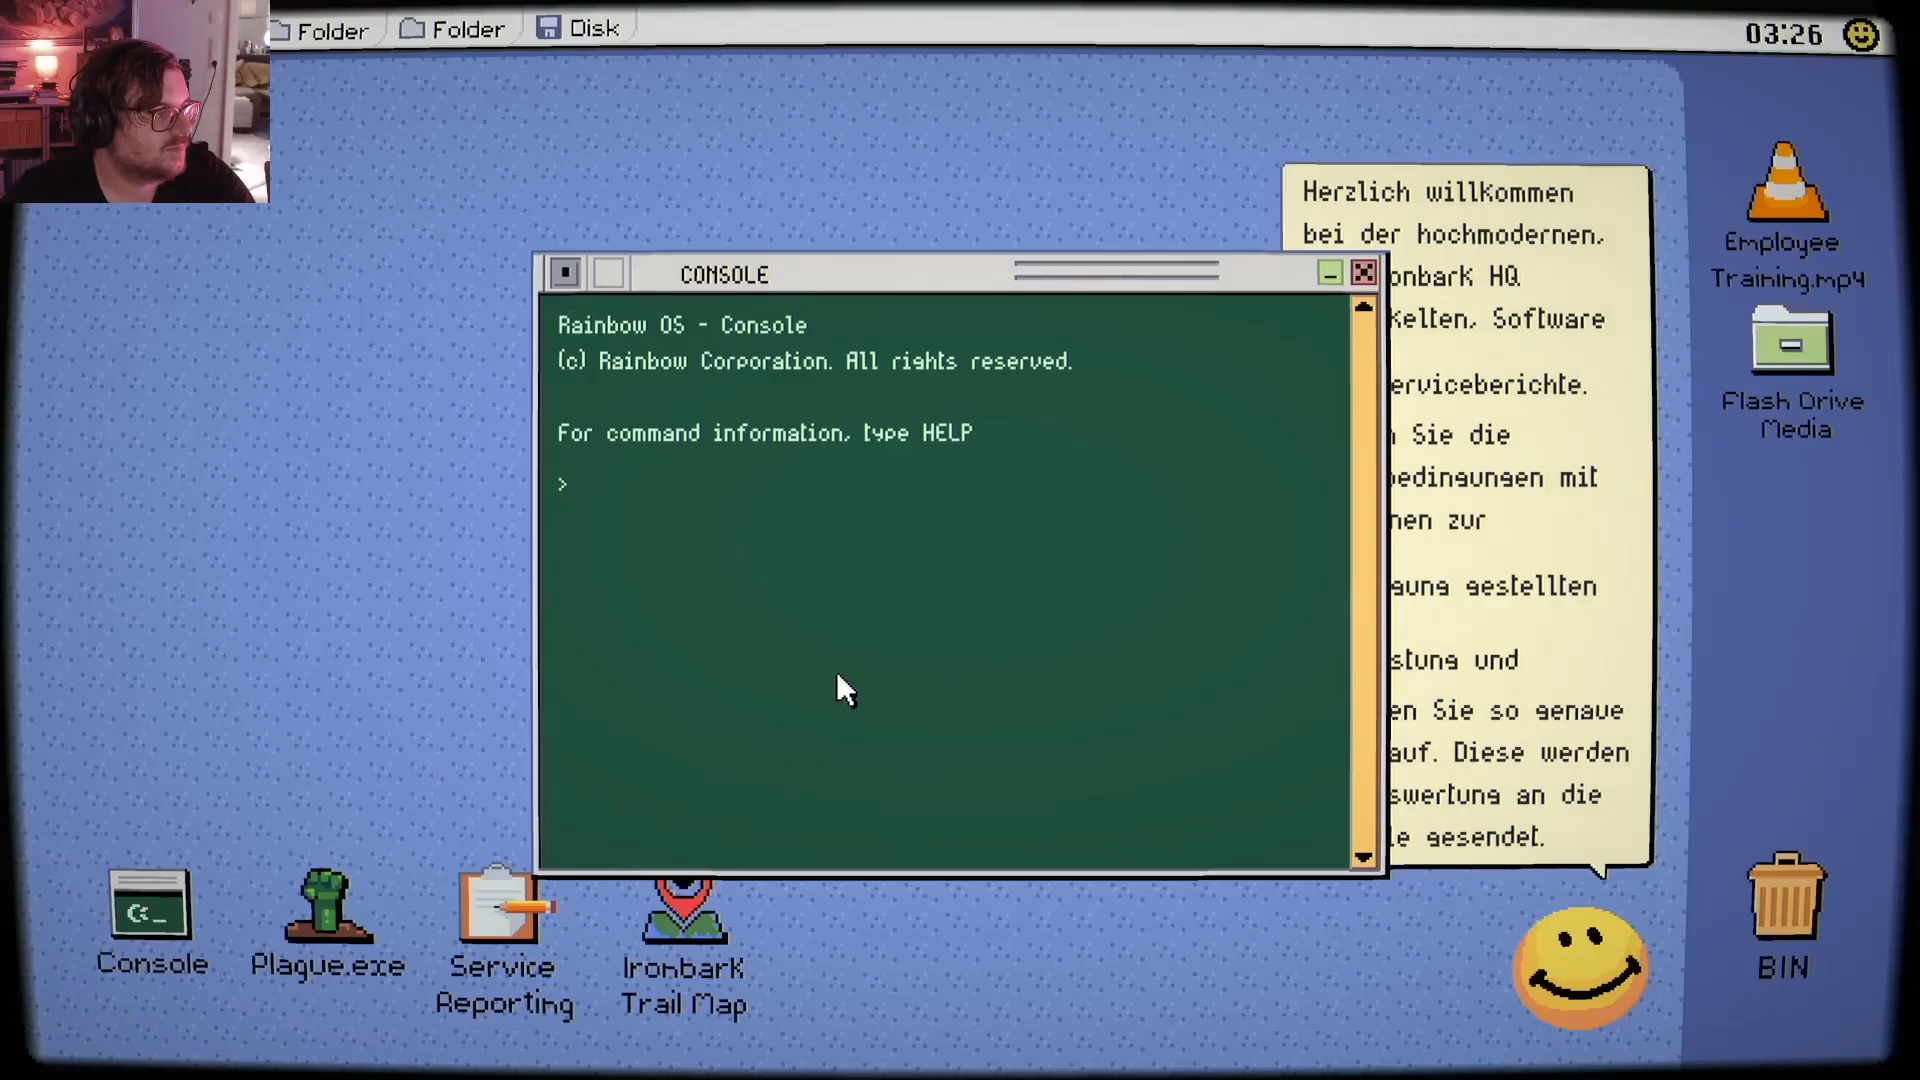 Folder
Folder
Disk
03:26
Herzlich willkommen
bei der hochmodernen,
onbark HQ
Kelten, Software
erviceberichte.
Sie die
bedingungen mit
nen zur
gung gestellten
stung und
en Sie so genaue
auf. Diese werden
swertung an die
le gesendet.
CONSOLE
Rainbow OS - Console
(c) Rainbow Corporation. All rights reserved.
For command information, type HELP
>
Employee
Training.mp4
Flash Drive
Media
Console
Plague.exe
Service
Reporting
Ironbark
Trail Map
BIN